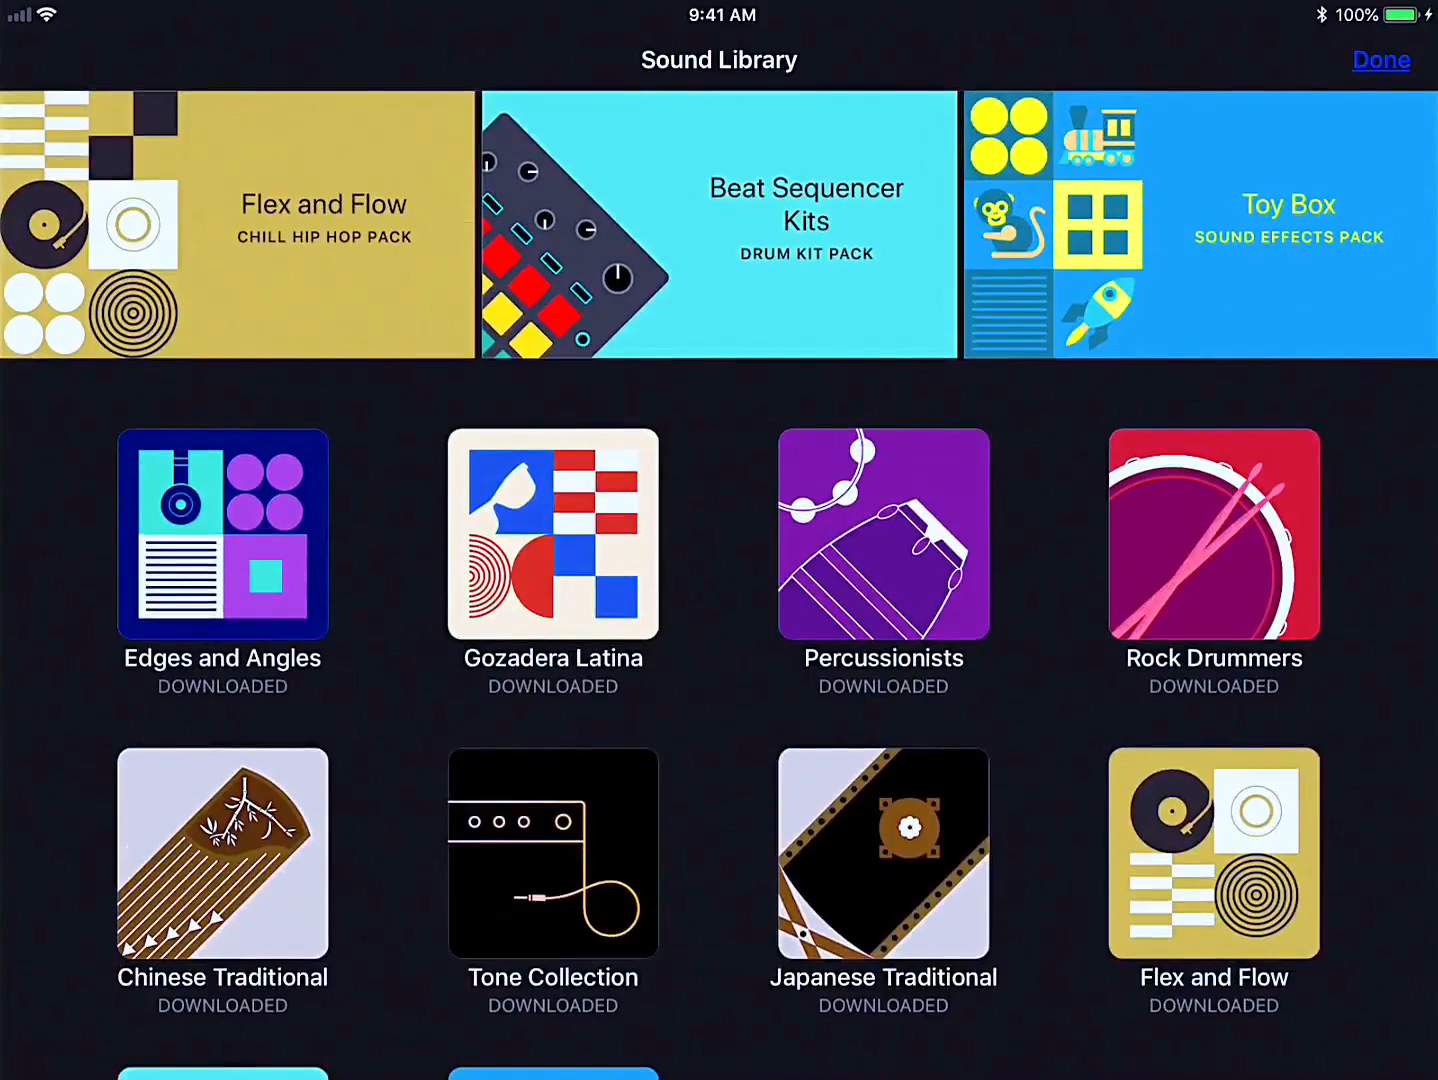 9:41 AM
100%
Sound Library
Done
Flex and Flow
CHILL HIP HOP PACK
Beat Sequencer
Kits
DRUM KIT PACK
Toy Box
SOUND EFFECTS PACK
Edges and Angles
DOWNLOADED
Gozadera Latina
DOWNLOADED
Percussionists
DOWNLOADED
Rock Drummers
DOWNLOADED
Chinese Traditional
DOWNLOADED
Tone Collection
DOWNLOADED
Japanese Traditional
DOWNLOADED
Flex and Flow
DOWNLOADED